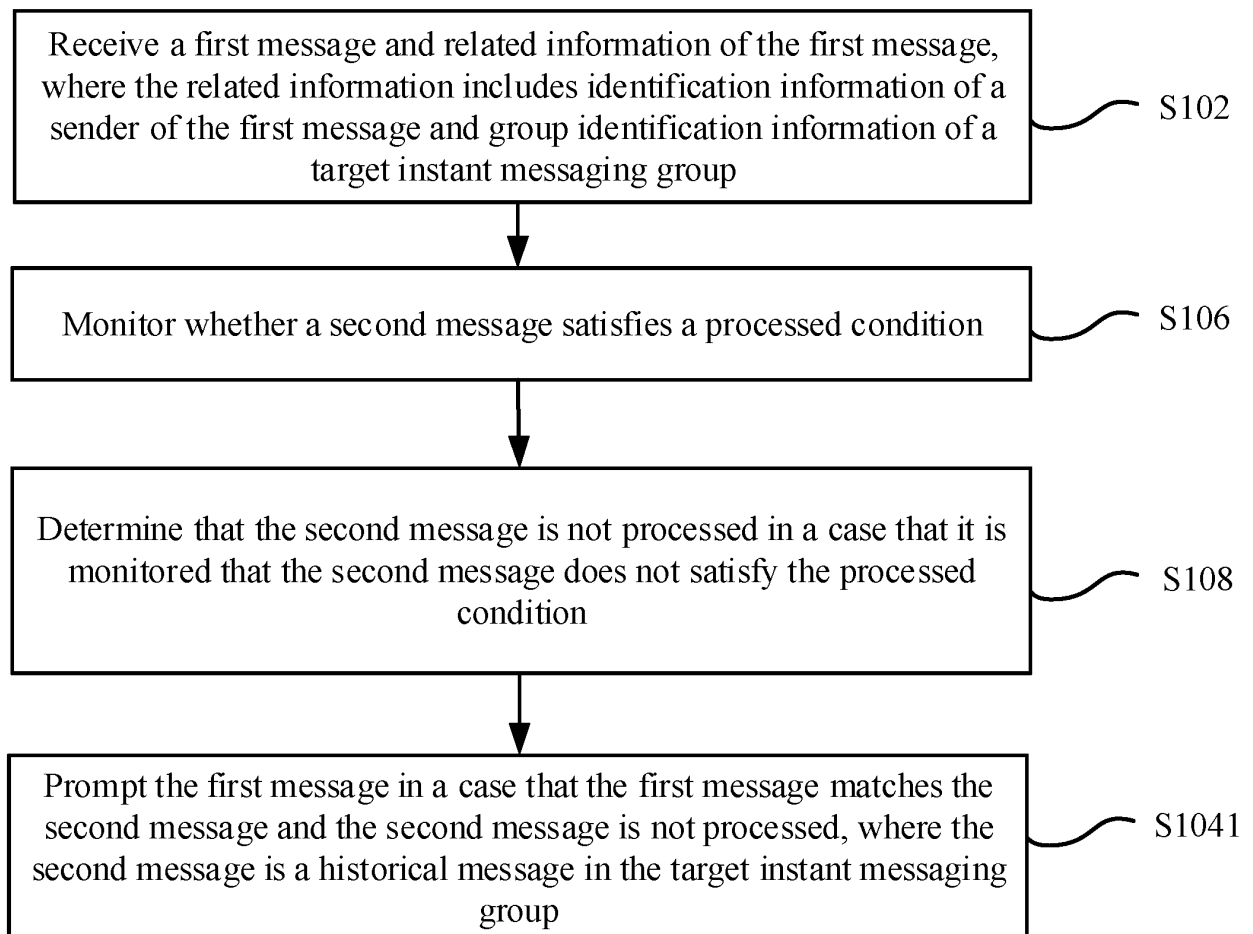 Receive a first message and related information of the first message,
where the related information includes identification information of a
sender of the first message and group identification information of a
target instant messaging group
S102
Monitor whether a second message satisfies a processed condition
S106
Determine that the second message is not processed in a case that it is
monitored that the second message does not satisfy the processed
condition
S108
Prompt the first message in a case that the first message matches the
second message and the second message is not processed, where the
second message is a historical message in the target instant messaging
group
S1041